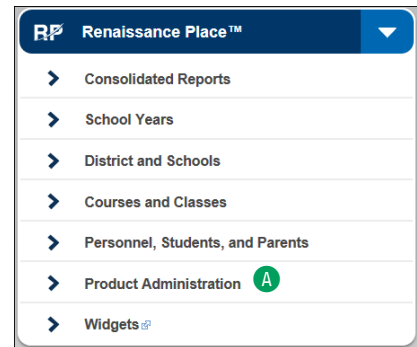 RP Renaissance Place™
Consolidated Reports
School Years
District and Schools
Courses and Classes
Personnel, Students, and Parents
Product Administration A
Widgets